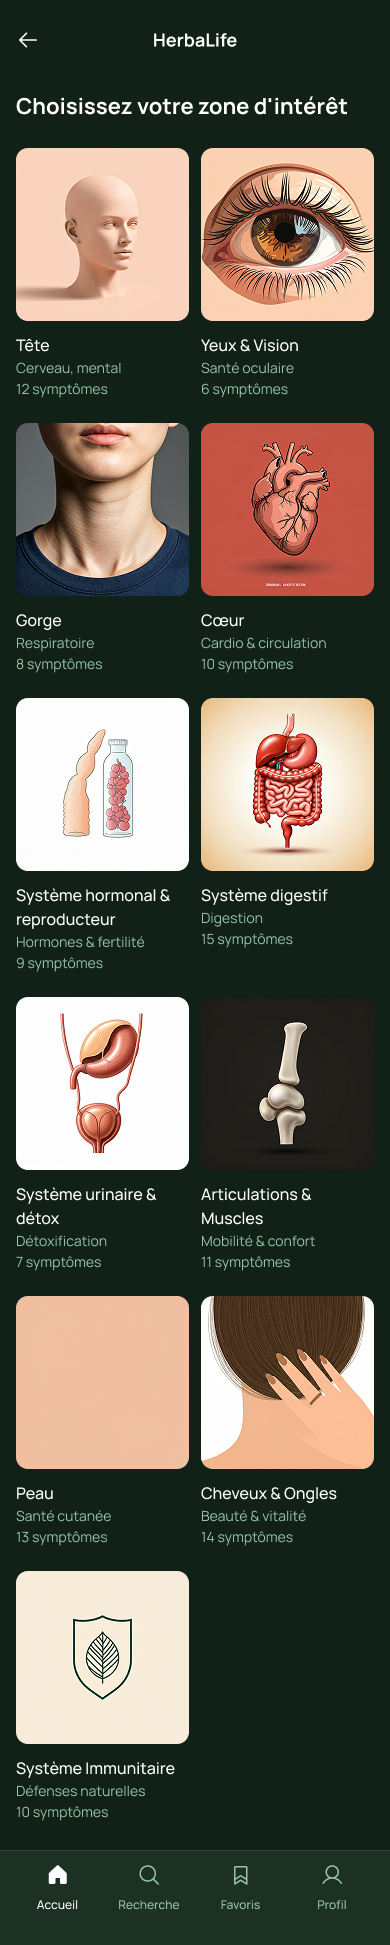 HerbaLife
Choisissez votre zone d'intérêt
Tête
Cerveau, mental
12 symptômes
Yeux & Vision
Santé oculaire
6 symptômes
Gorge
Respiratoire
8 symptômes
Cœur
Cardio & circulation
10 symptômes
Système hormonal &
reproducteur
Hormones & fertilité
9 symptômes
Système digestif
Digestion
15 symptômes
Système urinaire &
détox
Détoxification
7 symptômes
Articulations &
Muscles
Mobilité & confort
11 symptômes
Peau
Santé cutanée
13 symptômes
Cheveux & Ongles
Beauté & vitalité
14 symptômes
Système Immunitaire
Défenses naturelles
10 symptômes
Accueil
Recherche
Favoris
Profil